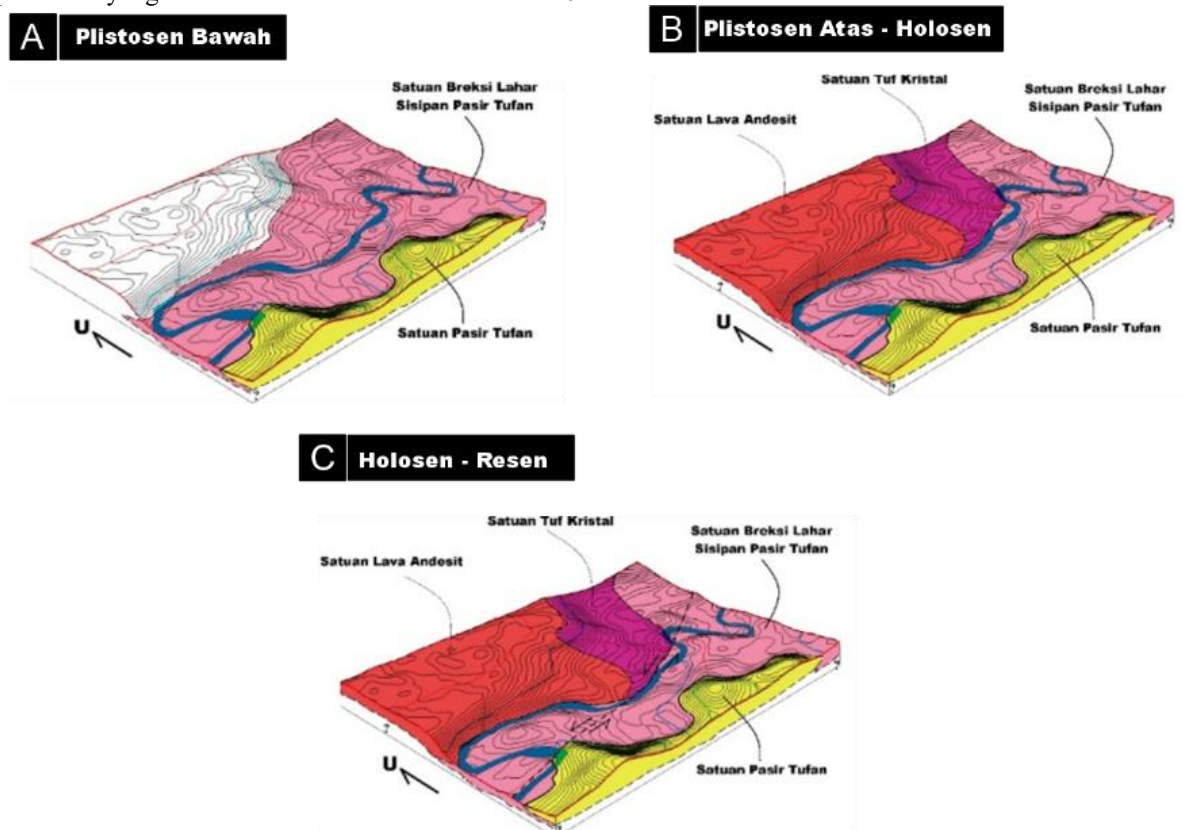 A Plistosen Bawah
Satuan Breksi Lahar
Sisipan Pasir Tufan
U
Satuan Pasir Tufan
?
?
B Plistosen Atas - Holosen
Satuan Tuf Kristal
Satuan Lava Andesit
Satuan Breksi Lahar
Sisipan Pasir Tufan
?
?
U
Satuan Pasir Tufan
?
C Holosen - Resen
Satuan Tuf Kristal
Satuan Breksi Lahar
Sisipan Pasir Tufan
Satuan Lava Andesit
?
?
U
Satuan Pasir Tufan
?